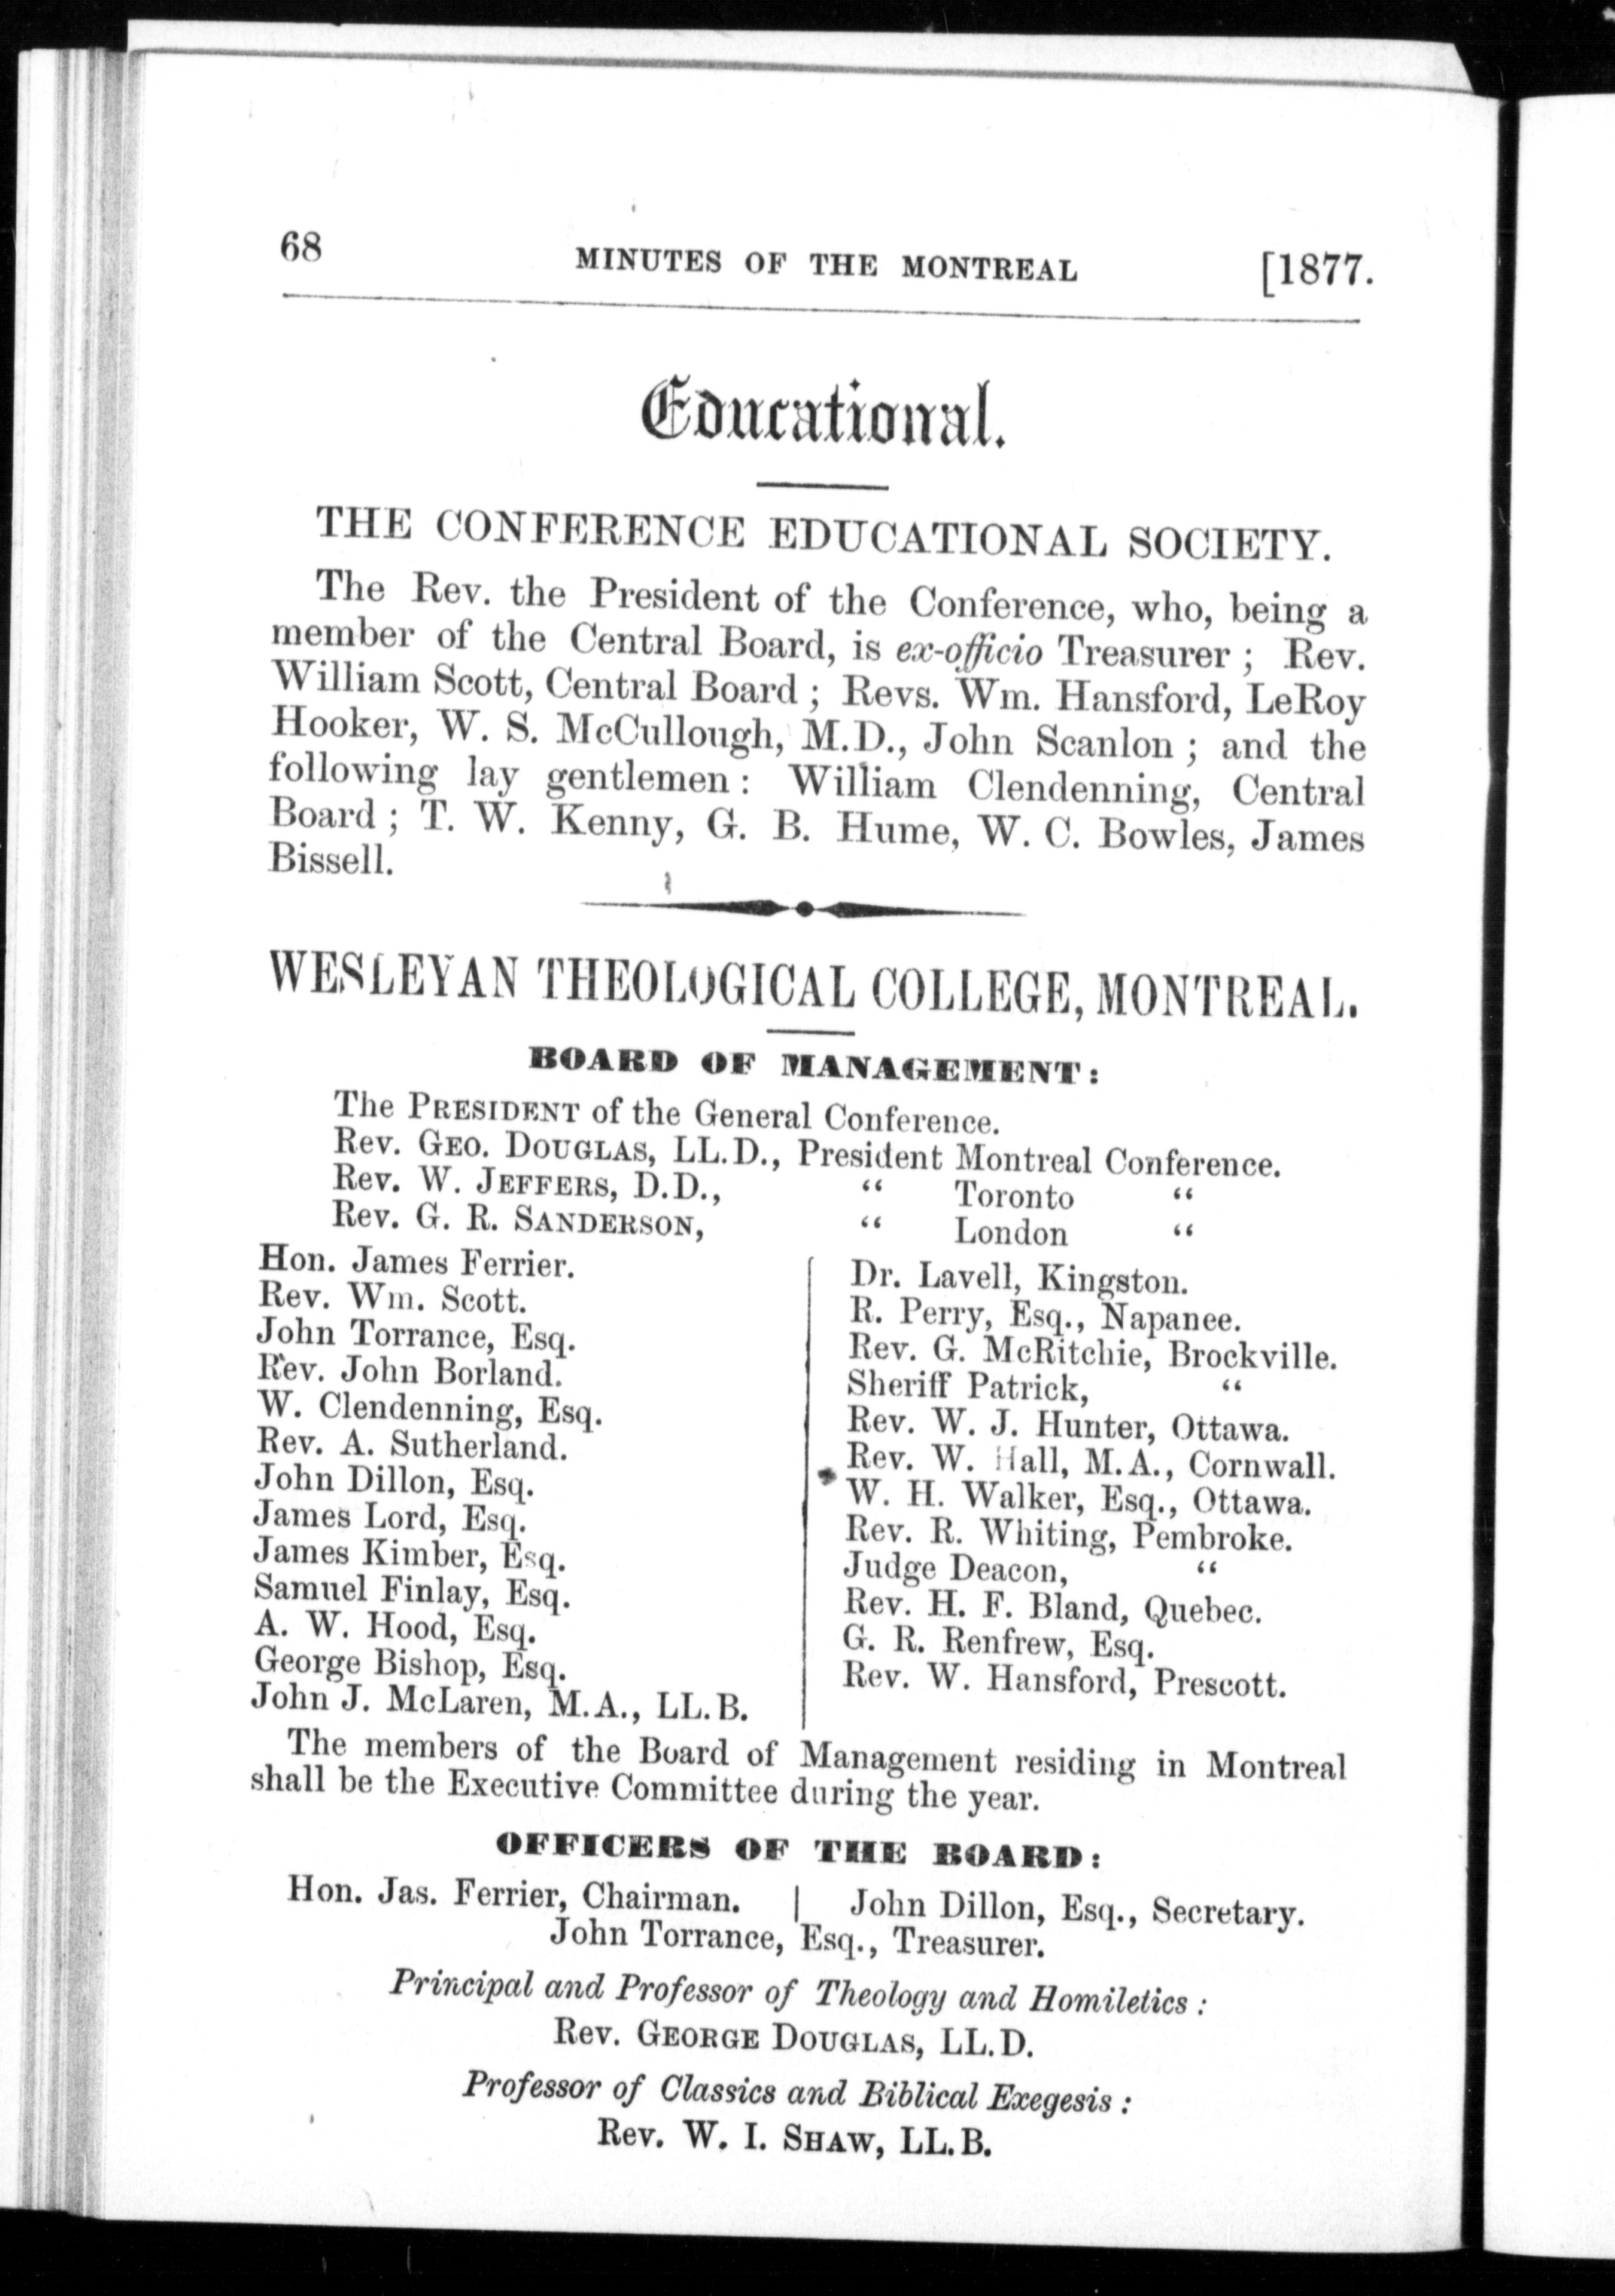 68 MINUTES OF THE MONTREAL [1877.
Educational.
THE CONFERENCE EDUCATIONAL SOCIETY.
The Rev. the President of the Conference, who, being a
member of the Central Board, is ex-officio Treasurer ; Rev.
William Scott, Central Board ; Revs. Wm. Hansford, LeRoy
Hooker, W. S. McCullough, M.D., John Scanlon ; and the
following lay gentlemen : William Clendenning, Central
Board ; T. W. Kenny, G. B. Hume, W. C. Bowles, James
Bissell.
WESLEYAN THEOLOGICAL COLLEGE, MONTREAL.
BOARD OF MANAGEMENT:
The PRESIDENT of the General Conference.
Rev. GEO. DOUGLAS, LL.D., President Montreal Conference.
Rev. W. JEFFERS, D.D., “ Toronto “
Rev. G. R. SANDERSON, “ London “
Hon. James Ferrier.
Rev. Wm. Scott.
John Torrance, Esq.
Rev. John Borland.
W. Clendenning, Esq.
Rev. A. Sutherland.
John Dillon, Esq.
James Lord, Esq.
James Kimber, Esq.
Samuel Finlay, Esq.
A. W. Hood, Esq.
George Bishop, Esq.
John J. McLaren, M.A., LL.B.
Dr. Lavell, Kingston.
R. Perry, Esq., Napanee.
Rev. G. McRitchie, Brockville.
Sheriff Patrick, “
Rev. W. J. Hunter, Ottawa.
Rev. W. Hall, M.A., Cornwall.
W. H. Walker, Esq., Ottawa.
Rev. R. Whiting, Pembroke.
Judge Deacon, “
Rev. H. F. Bland, Quebec.
G. R. Renfrew, Esq.
Rev. W. Hansford, Prescott.
The members of the Board of Management residing in Montreal
shall be the Executive Committee during the year.
OFFICERS OF THE BOARD:
Hon. Jas. Ferrier, Chairman. | John Dillon, Esq., Secretary.
John Torrance, Esq., Treasurer.
Principal and Professor of Theology and Homiletics :
Rev. GEORGE DOUGLAS, LL.D.
Professor of Classics and Biblical Exegesis :
Rev. W. I. SHAW, LL.B.